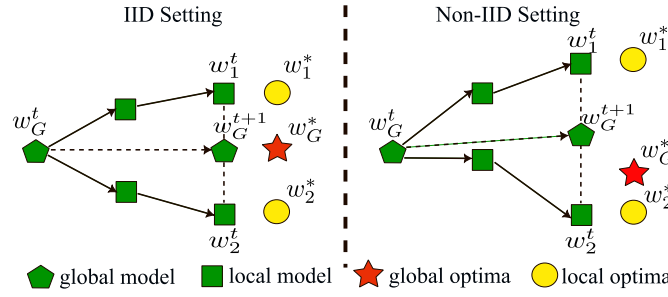 IID Setting
Non-IID Setting
w_1^t
w_1^*
w_G^t
w_G^{t+1}
w_G^*
w_2^*
w_2^t
w_1^t
w_1^*
w_G^t
w_G^{t+1}
w_2^*
w_2^t
global model
local model
global optima
local optima